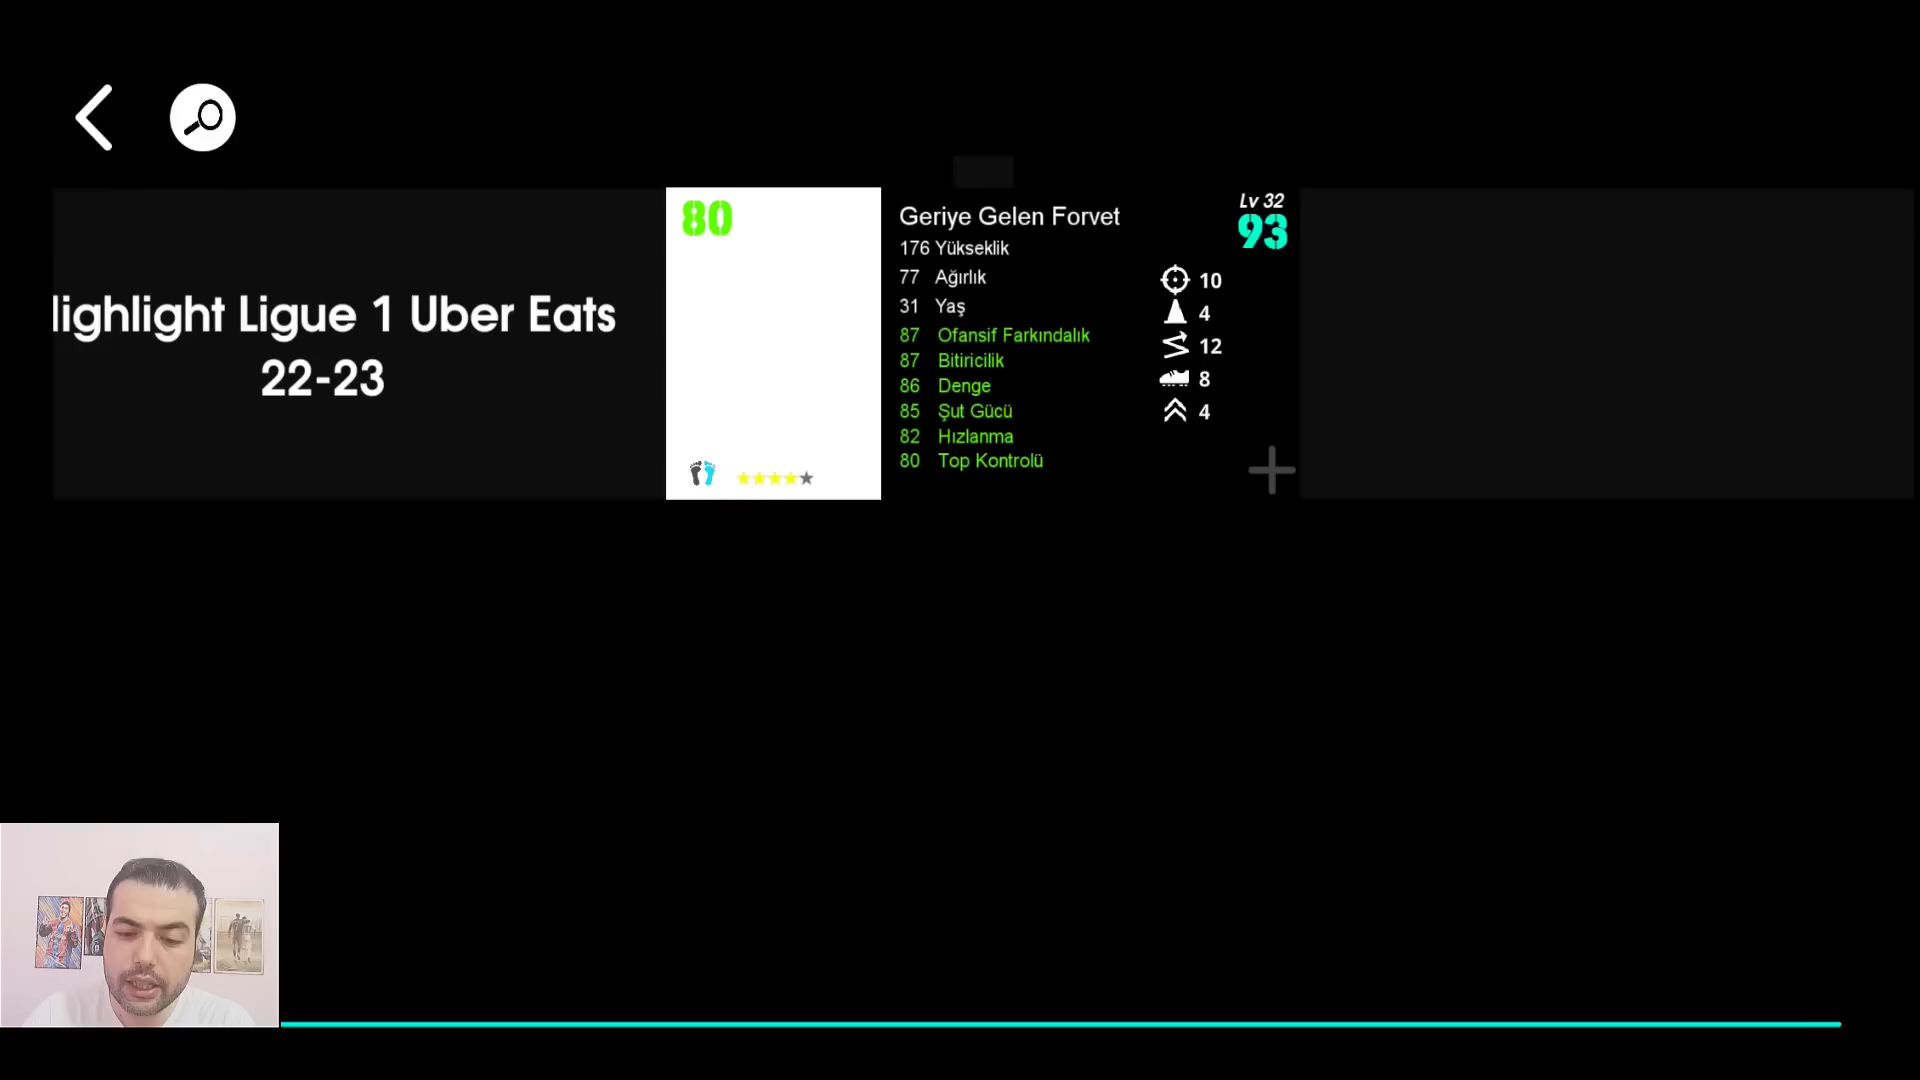 lighlight Ligue 1 Uber Eats
22-23
80
Geriye Gelen Forvet
176 Yükseklik
77 Ağırlık
31 Yaş
87 Ofansif Farkındalık
87 Bitiricilik
86 Denge
85 Şut Gücü
82 Hızlanma
80 Top Kontrolü
Lv 32
93
10
4
12
8
4